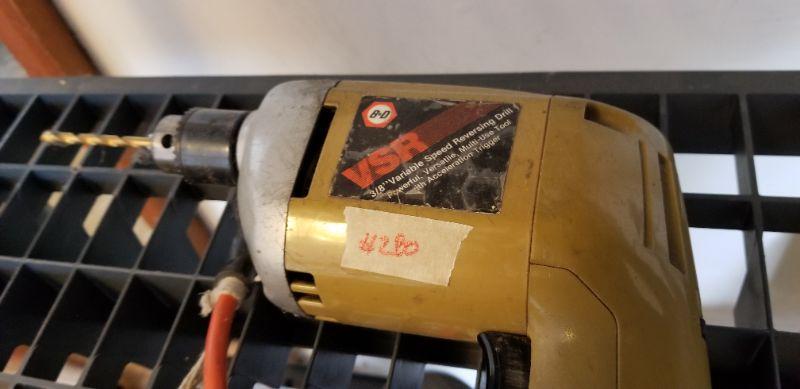 B&D
VSR
3/8" Variable Speed Reversing Drill
Powerful, Versatile, Multi-Use Tool
with Acceleration Trigger
#280